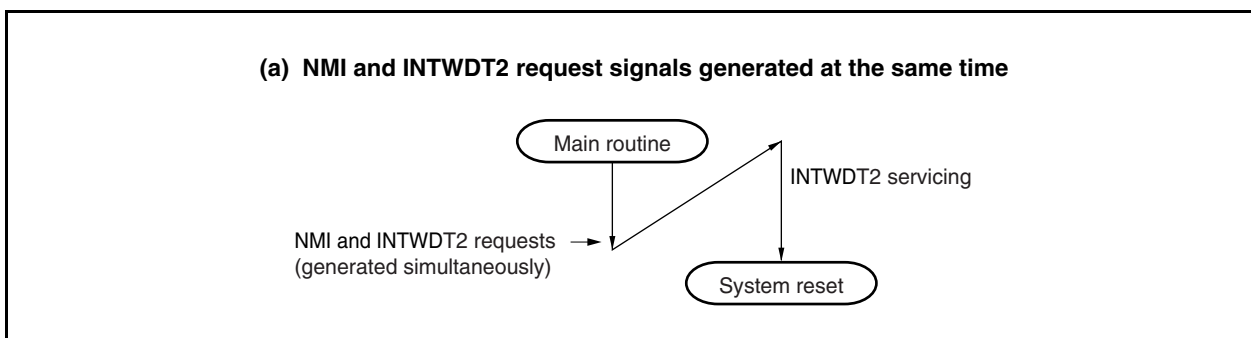 (a) NMI and INTWDT2 request signals generated at the same time
Main routine
INTWDT2 servicing
NMI and INTWDT2 requests
(generated simultaneously)
System reset